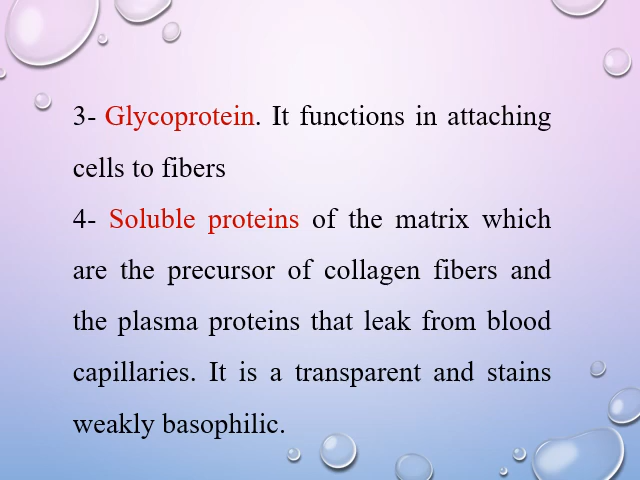 3- Glycoprotein. It functions in attaching
cells to fibers
4- Soluble proteins of the matrix which
are the precursor of collagen fibers and
the plasma proteins that leak from blood
capillaries. It is a transparent and stains
weakly basophilic.